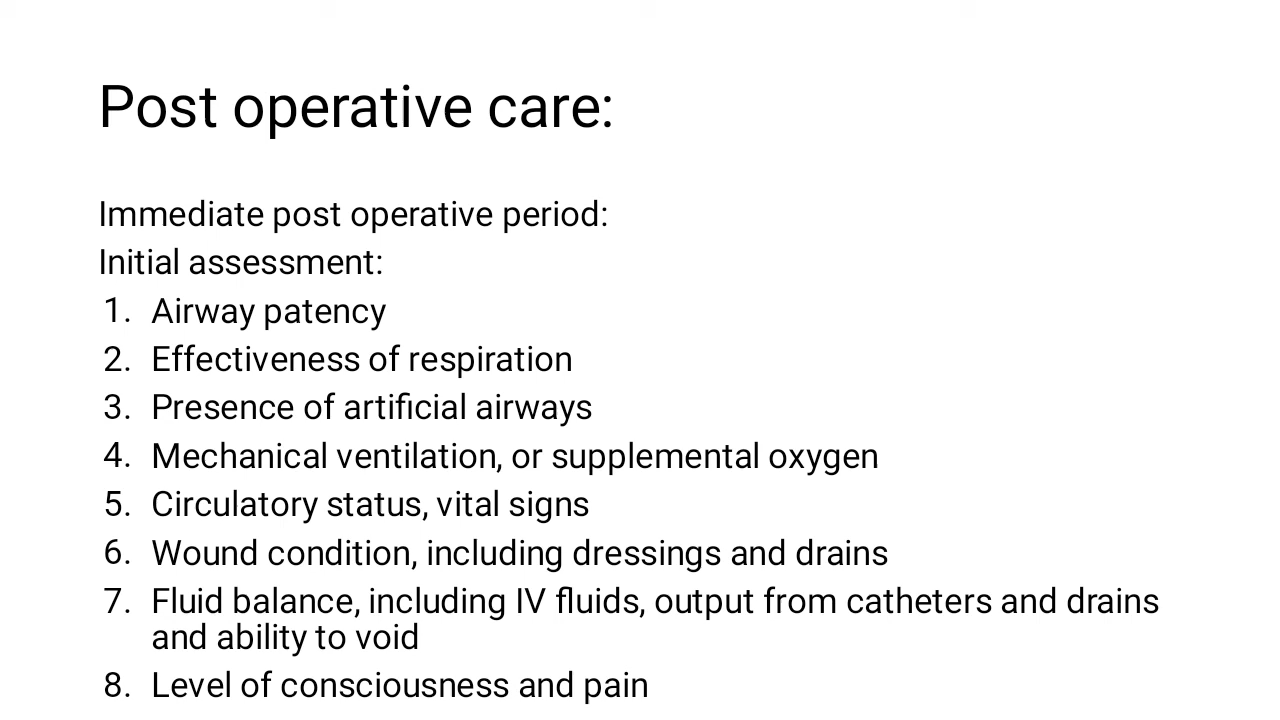 Post operative care:
Immediate post operative period:
Initial assessment:
1. Airway patency
2. Effectiveness of respiration
3. Presence of artificial airways
4. Mechanical ventilation, or supplemental oxygen
5. Circulatory status, vital signs
6. Wound condition, including dressings and drains
7. Fluid balance, including IV fluids, output from catheters and drains
and ability to void
8. Level of consciousness and pain